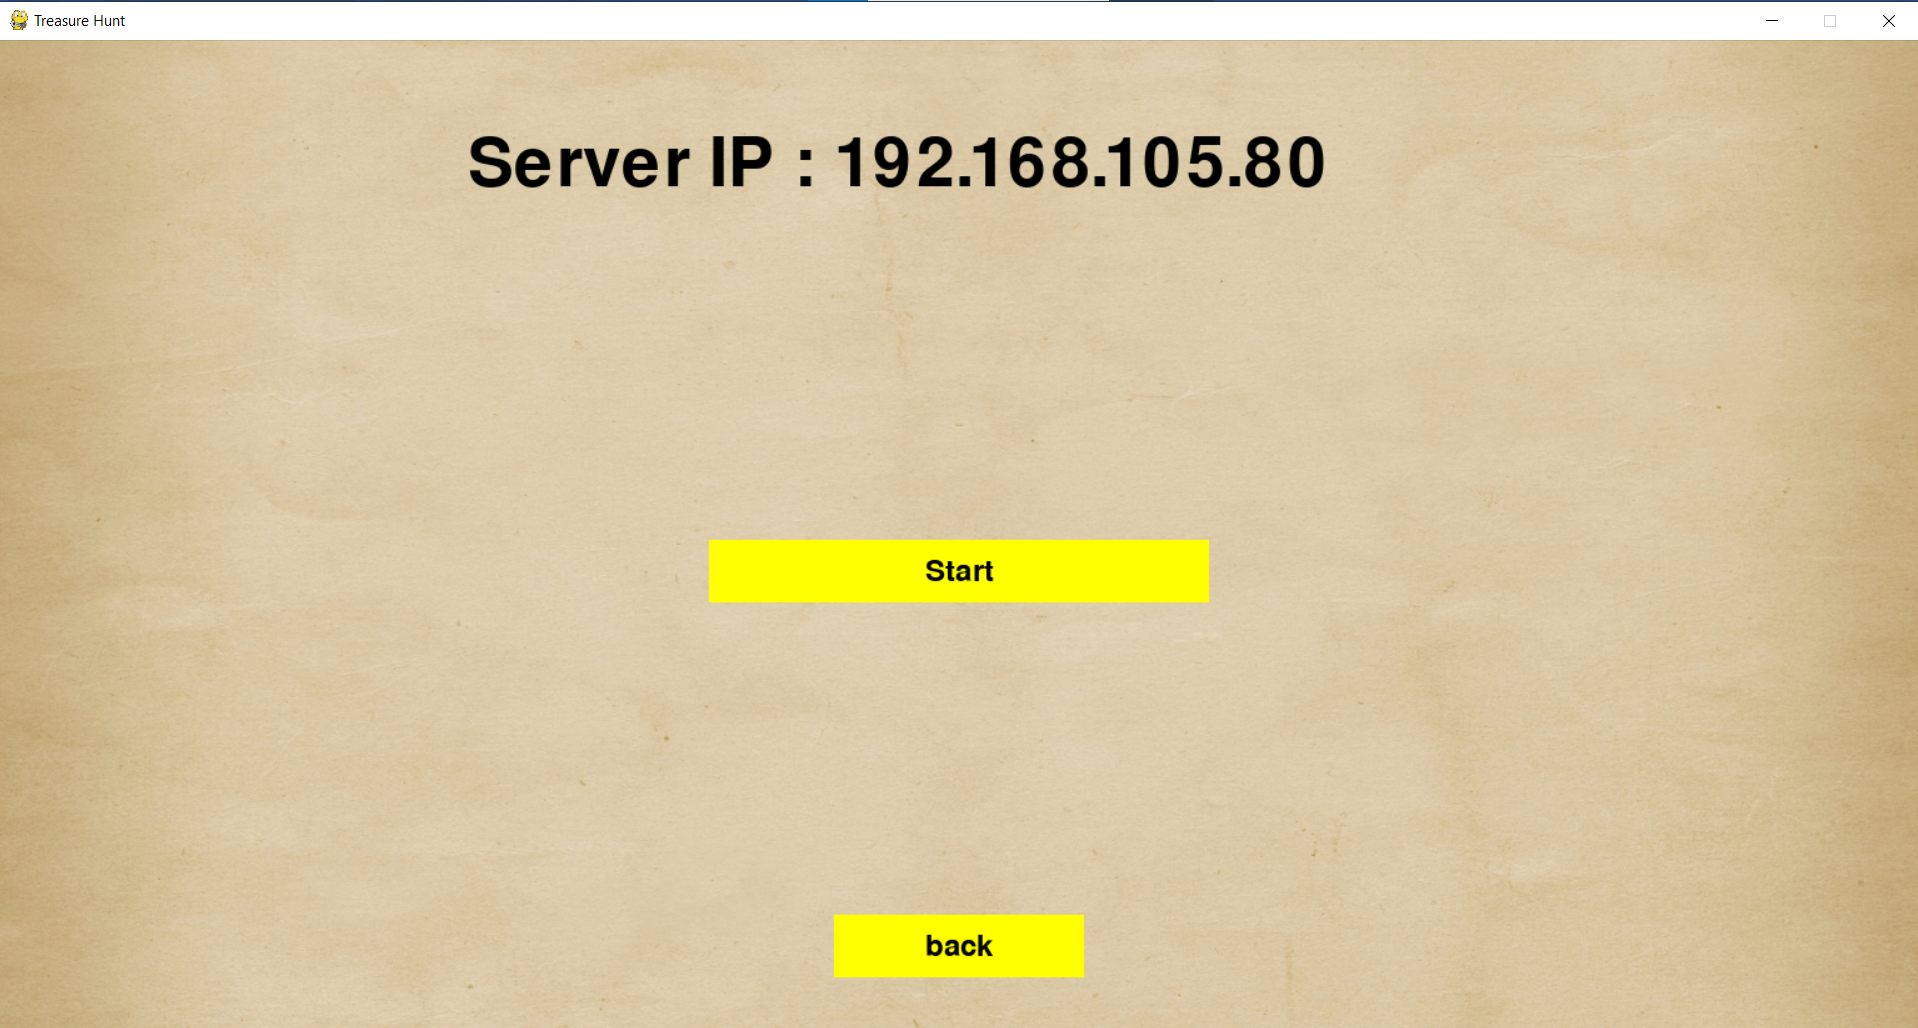 Treasure Hunt
Server IP : 192.168.105.80
Start
back